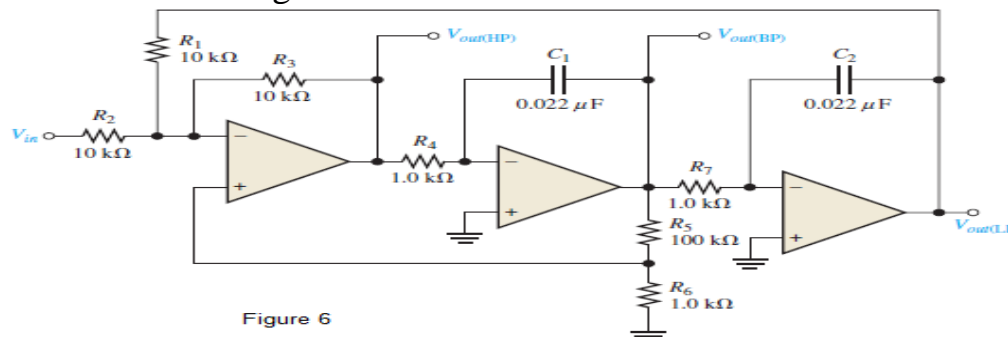 R1
10 kΩ
R3
10 kΩ
Vout(HP)
C1
0.022 μF
Vout(BP)
C2
0.022 μF
Vin
R2
10 kΩ
−
+
R4
1.0 kΩ
−
+
R7
1.0 kΩ
−
+
R5
100 kΩ
Vout(L
R6
1.0 kΩ
Figure 6